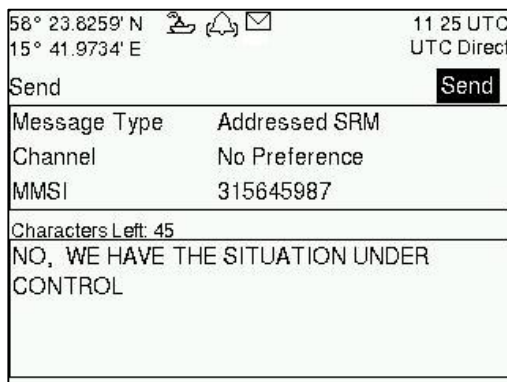 58° 23.8259' N 11 25 UTC
15° 41.9734' E UTC Direct
Send Send
Message Type Addressed SRM
Channel No Preference
MMSI 315645987
Characters Left: 45
NO, WE HAVE THE SITUATION UNDER
CONTROL